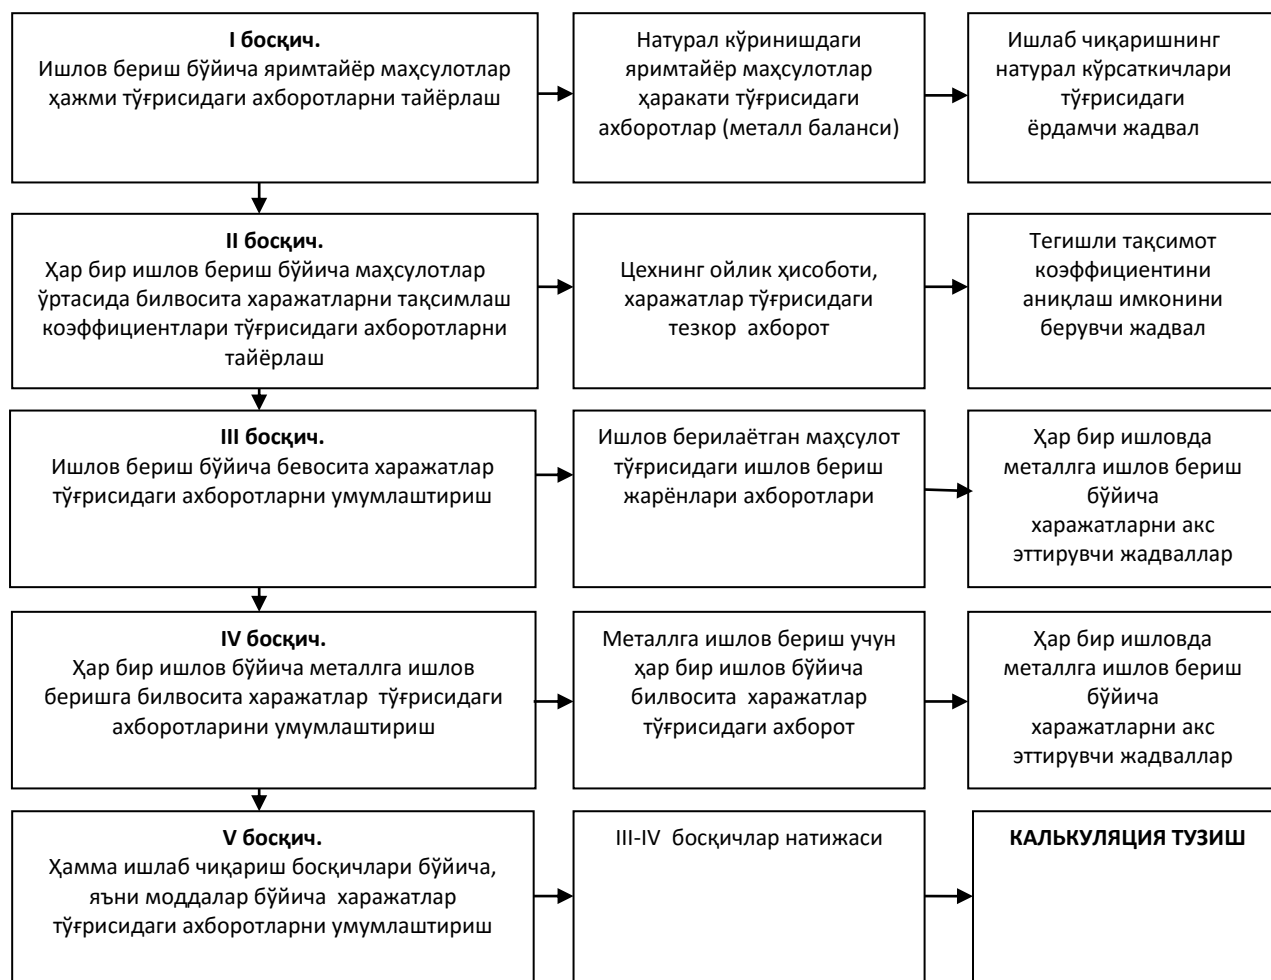 I босқич.
Ишлов бериш бўйича яримтайёр маҳсулотлар
ҳажми тўғрисидаги ахборотларни тайёрлаш
Натурал кўринишдаги
яримтайёр маҳсулотлар
ҳаракати тўғрисидаги
ахборотлар (металл баланси)
Ишлаб чиқаришнинг
натурал кўрсаткичлари
тўғрисидаги
ёрдамчи жадвал
II босқич.
Ҳар бир ишлов бериш бўйича маҳсулотлар
ўртасида билвосита харажатларни тақсимлаш
коэффициентлари тўғрисидаги ахборотларни
тайёрлаш
Цехнинг ойлик ҳисоботи,
харажатлар тўғрисидаги
тезкор ахборот
Тегишли тақсимот
коэффициентини
аниқлаш имконини
берувчи жадвал
III босқич.
Ишлов бериш бўйича бевосита харажатлар
тўғрисидаги ахборотларни умумлаштириш
Ишлов берилаётган маҳсулот
тўғрисидаги ишлов бериш
жарёнлари ахборотлари
Ҳар бир ишловда
металлга ишлов бериш
бўйича
харажатларни акс
эттирувчи жадваллар
IV босқич.
Ҳар бир ишлов бўйича металлга ишлов
беришга билвосита харажатлар тўғрисидаги
ахборотларини умумлаштириш
Металлга ишлов бериш учун
ҳар бир ишлов бўйича
билвосита харажатлар
тўғрисидаги ахборот
Ҳар бир ишловда
металлга ишлов бериш
бўйича
харажатларни акс
эттирувчи жадваллар
V босқич.
Ҳамма ишлаб чиқариш босқичлари бўйича,
яъни моддалар бўйича харажатлар
тўғрисидаги ахборотларни умумлаштириш
III-IV босқичлар натижаси
КАЛЬКУЛЯЦИЯ ТУЗИШ